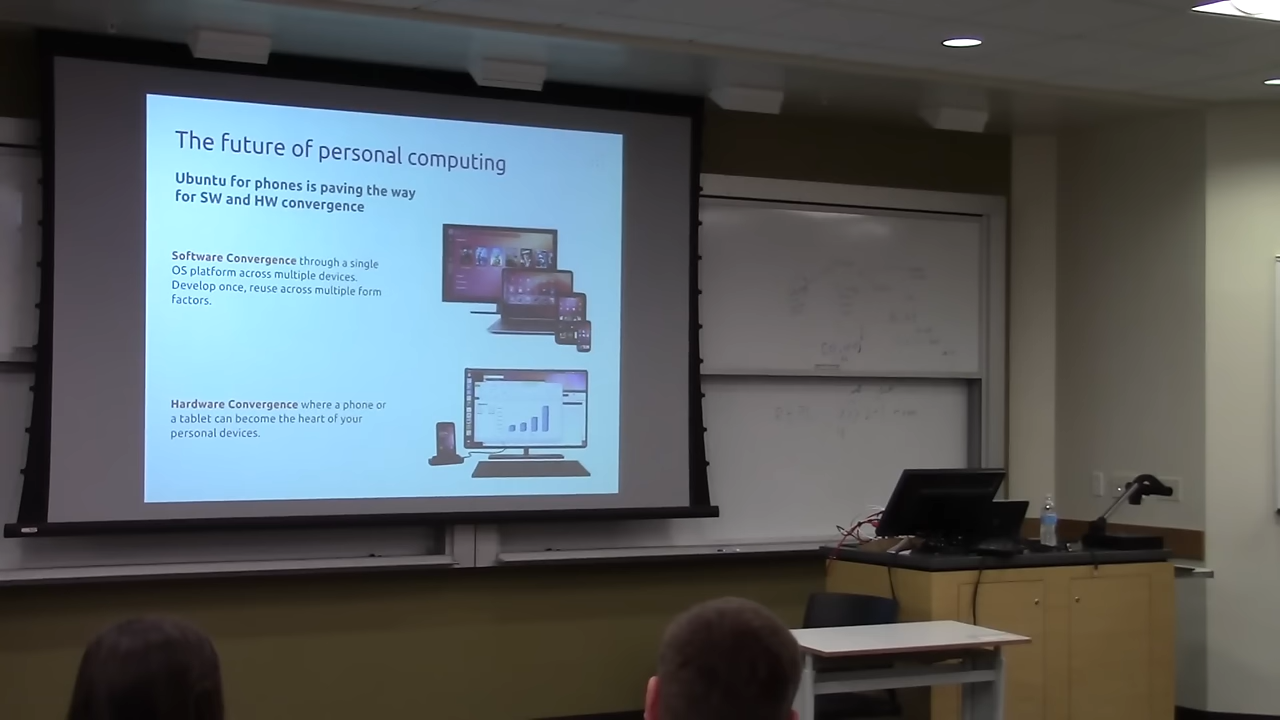 The future of personal computing
Ubuntu for phones is paving the way
for SW and HW convergence
Software Convergence through a single
OS platform across multiple devices.
Develop once, reuse across multiple form
factors.
Hardware Convergence where a phone or
a tablet can become the heart of your
personal devices.